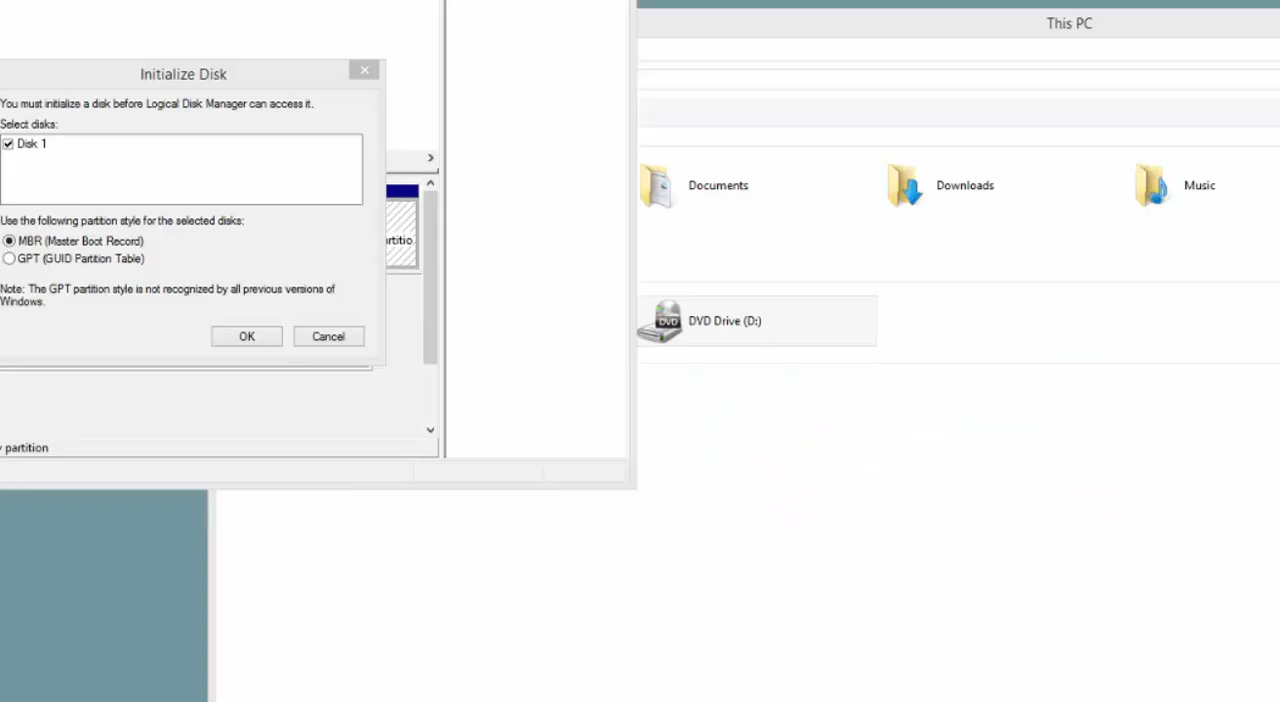 This PC
Initialize Disk
You must initialize a disk before Logical Disk Manager can access it.
Select disks:
Disk 1
Documents
Downloads
Music
Use the following partition style for the selected disks:
MBR (Master Boot Record)
GPT (GUID Partition Table)
rtitio
Note: The GPT partition style is not recognized by all previous versions of
Windows.
DVD
DVD Drive (D:)
OK
Cancel
partition